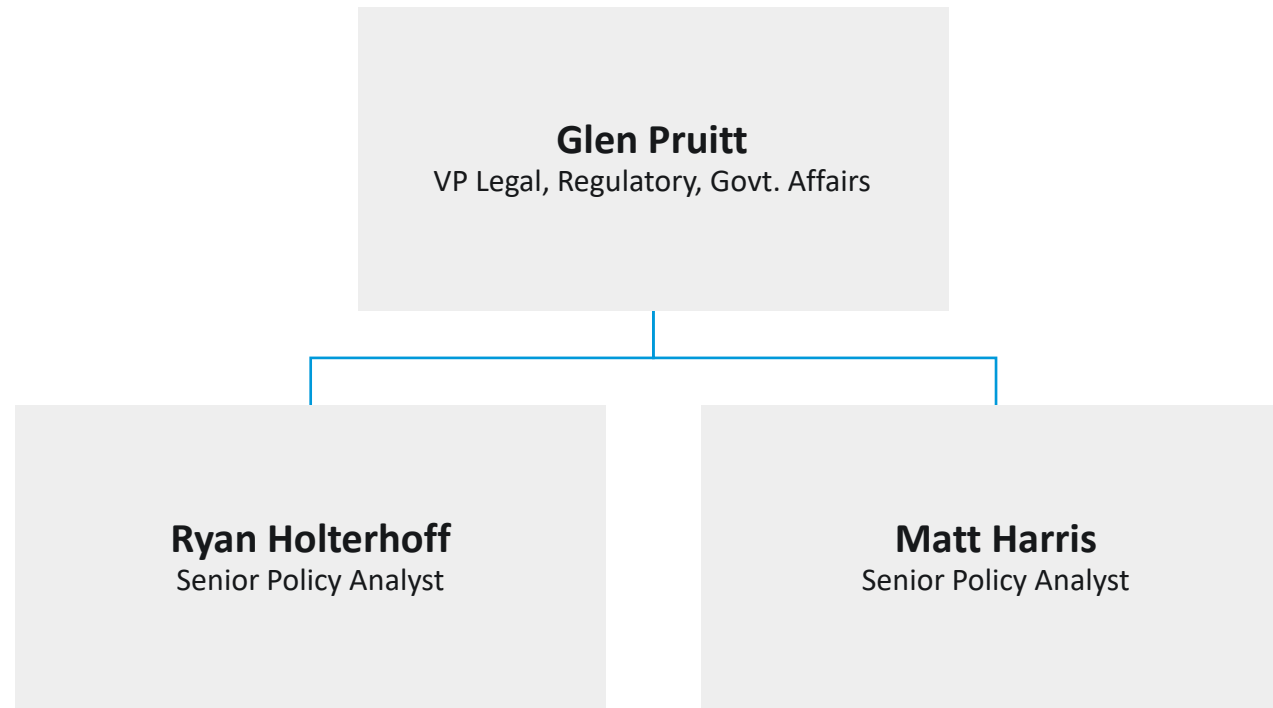 Glen Pruitt
VP Legal, Regulatory, Govt. Affairs
Ryan Holterhoff
Senior Policy Analyst
Matt Harris
Senior Policy Analyst